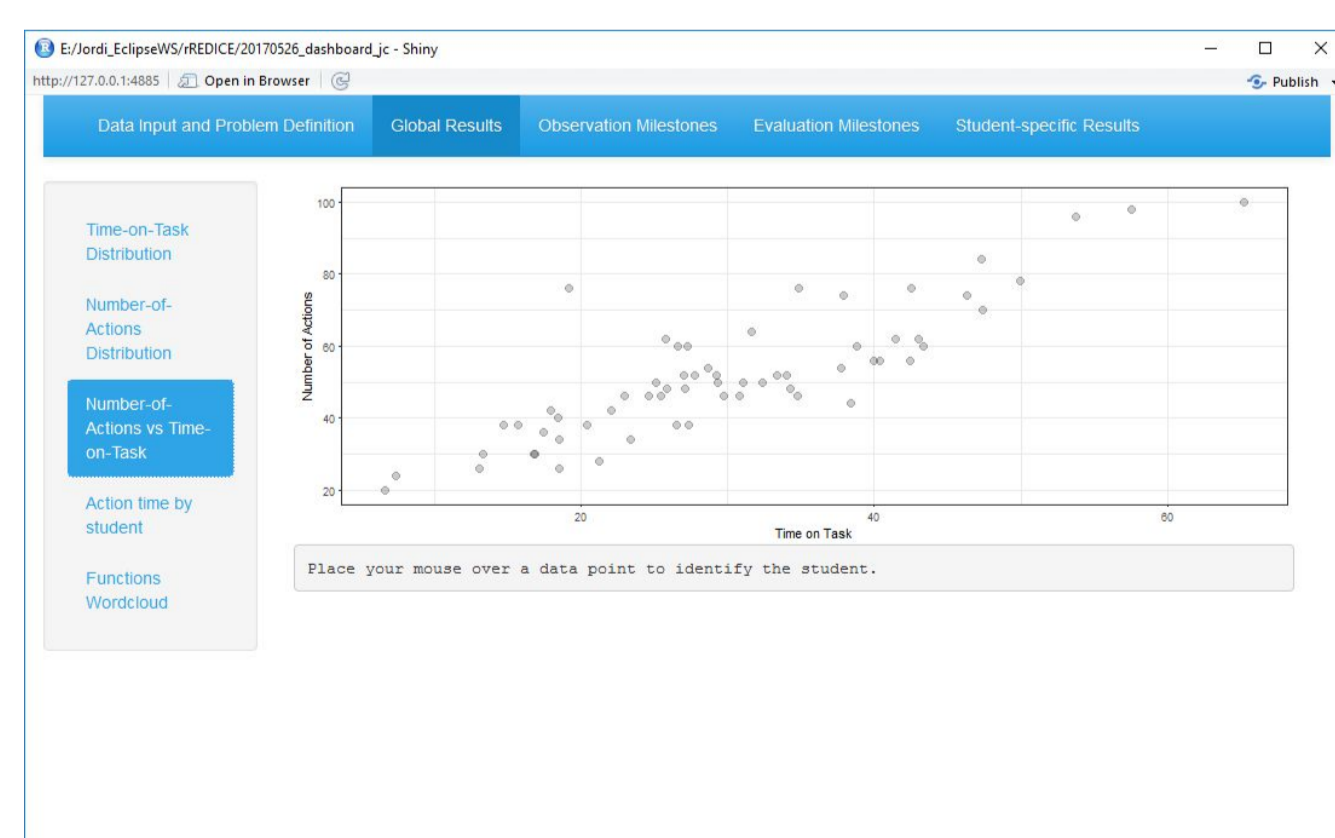 E:/Jordi_EclipseWS/rREDICE/20170526_dashboard_jc - Shiny
http://127.0.0.1:4885 Open in Browser Publish
Data Input and Problem Definition Global Results Observation Milestones Evaluation Milestones Student-specific Results
Time-on-Task
Distribution
Number-of-
Actions
Distribution
Number-of-
Actions vs Time-
on-Task
Action time by
student
Functions
Wordcloud
Number of Actions
100
80
60
40
20
20 40 60
Time on Task
Place your mouse over a data point to identify the student.